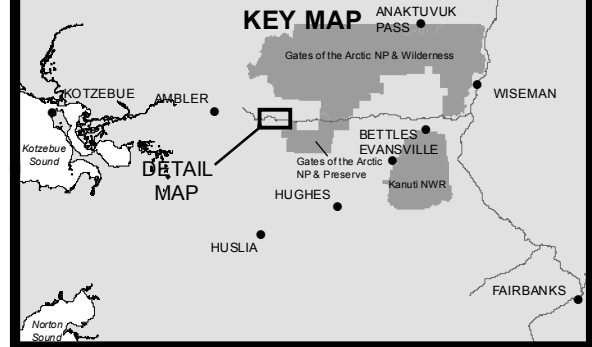 KEY MAP
ANAKTUVUK
PASS
Gates of the Arctic NP & Wilderness
KOTZEBUE
AMBLER
WISEMAN
Kotzebue
Sound
BETTLES
EVANSVILLE
DETAIL
MAP
Gates of the Arctic
NP & Preserve
Kanuti NWR
HUGHES
HUSLIA
FAIRBANKS
Norton
Sound